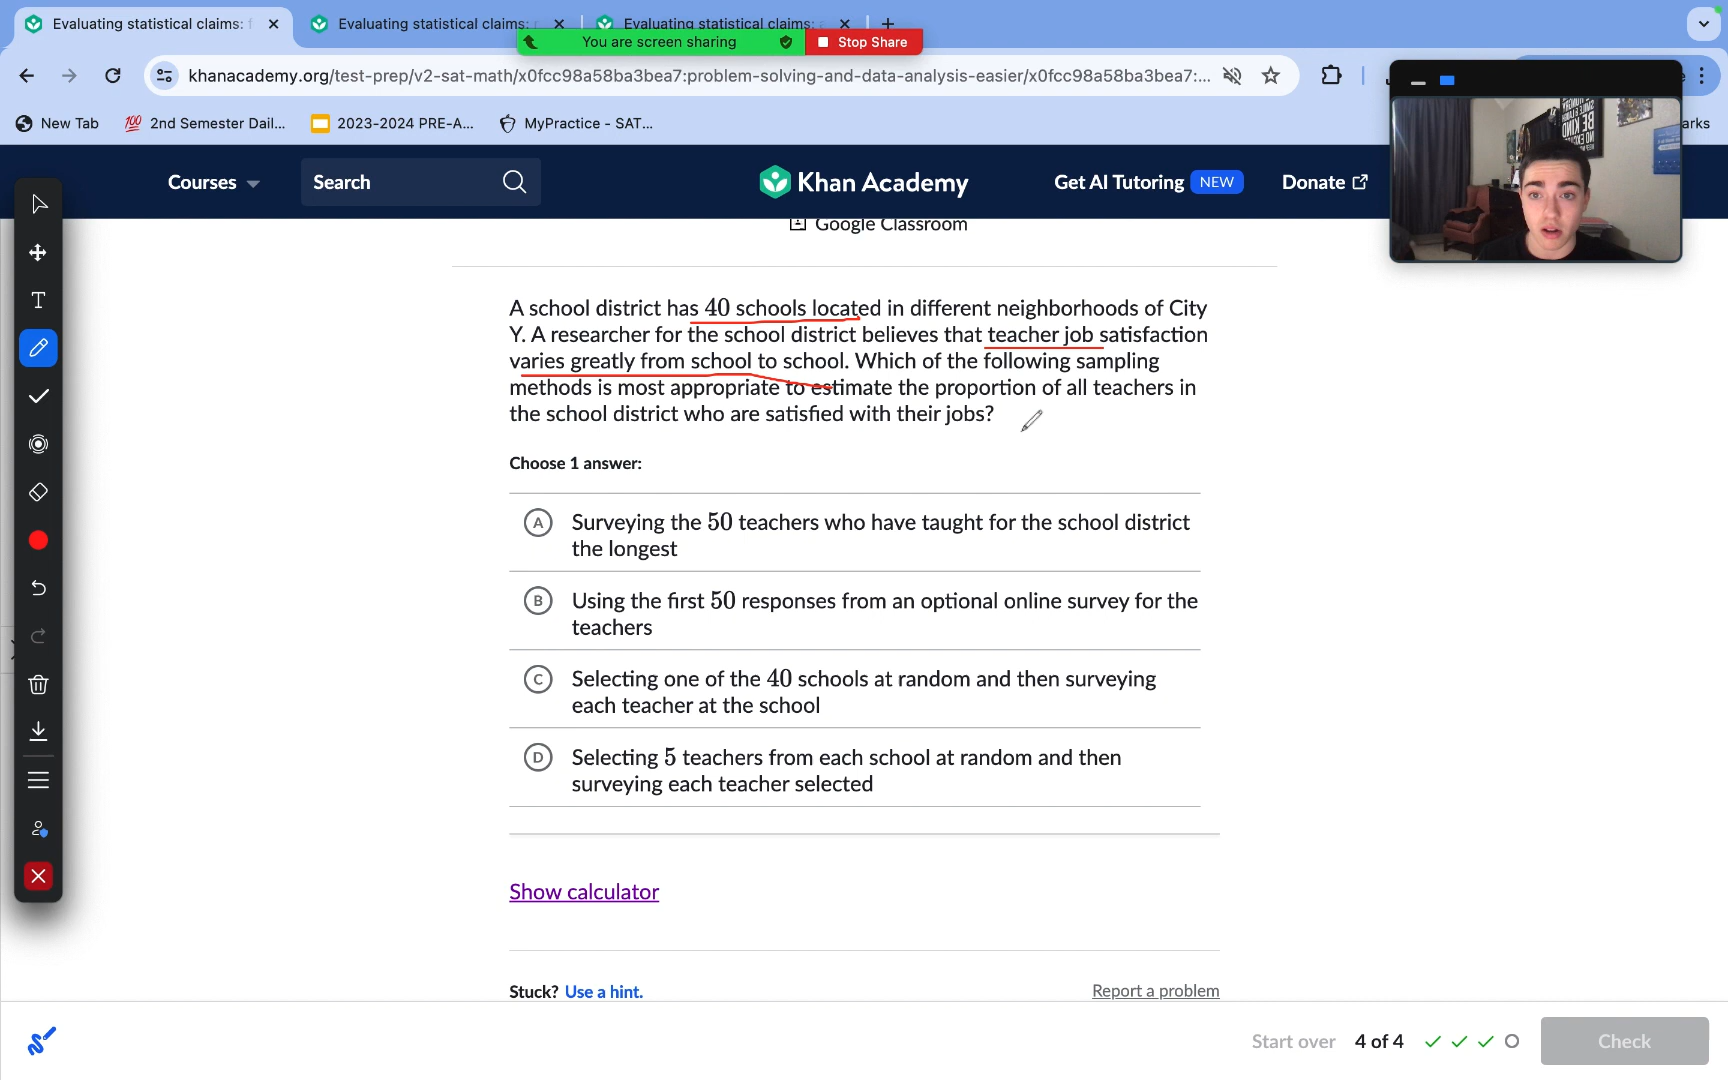 Evaluating statistical claims: f
Evaluating statistical claims: r
Evaluating statistical claims:
You are screen sharing
Stop Share
khanacademy.org/test-prep/v2-sat-math/x0fcc98a58ba3bea7:problem-solving-and-data-analysis-easier/x0fcc98a58ba3bea7:...
New Tab
2nd Semester Dail...
2023-2024 PRE-A...
MyPractice - SAT...
arks
Courses
Search
Khan Academy
Get AI Tutoring NEW
Donate
Google Classroom
A school district has 40 schools located in different neighborhoods of City
Y. A researcher for the school district believes that teacher job satisfaction
varies greatly from school to school. Which of the following sampling
methods is most appropriate to estimate the proportion of all teachers in
the school district who are satisfied with their jobs?
Choose 1 answer:
A Surveying the 50 teachers who have taught for the school district
the longest
B Using the first 50 responses from an optional online survey for the
teachers
C Selecting one of the 40 schools at random and then surveying
each teacher at the school
D Selecting 5 teachers from each school at random and then
surveying each teacher selected
Show calculator
Stuck? Use a hint.
Report a problem
Start over 4 of 4
Check